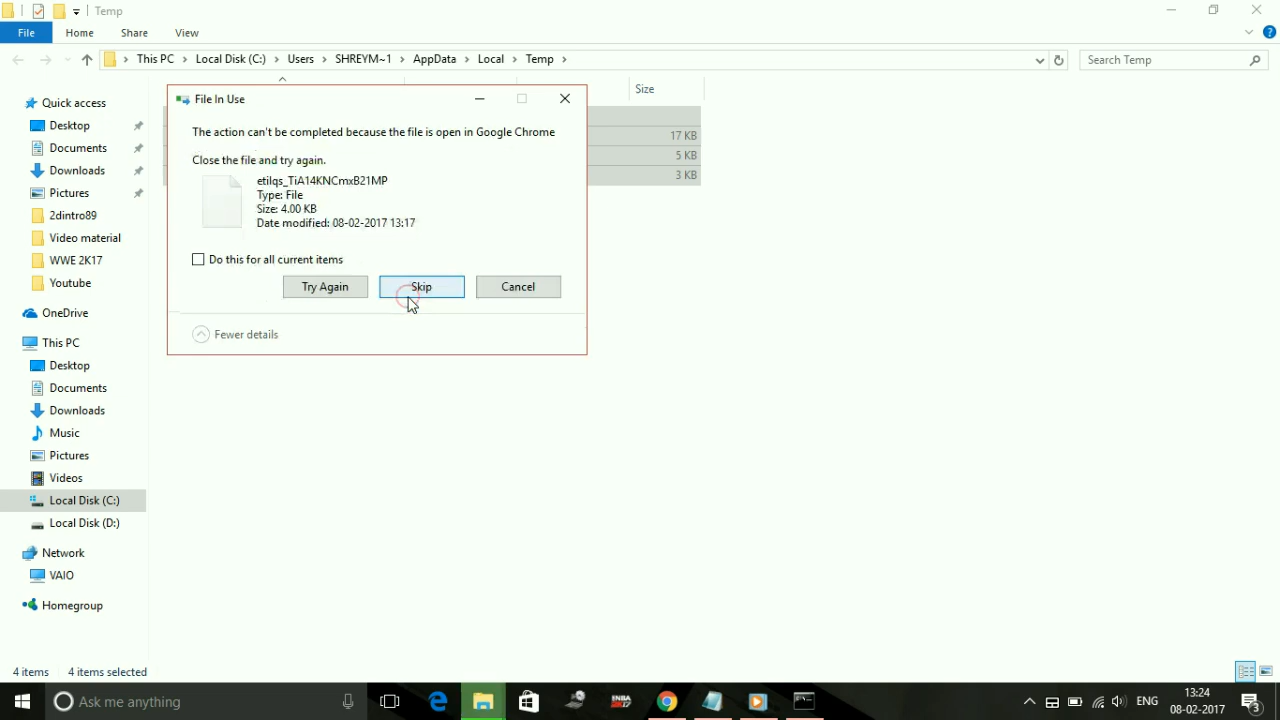 Temp
File
Home
Share
View
This PC
Local Disk (C:)
Users
SHREYM~1
AppData
Local
Temp
Search Temp
Size
Quick access
Desktop
Documents
Downloads
Pictures
2dintro89
Video material
WWE 2K17
Youtube
OneDrive
This PC
Desktop
Documents
Downloads
Music
Pictures
Videos
Local Disk (C:)
Local Disk (D:)
Network
VAIO
Homegroup
17 KB
5 KB
3 KB
File In Use
The action can't be completed because the file is open in Google Chrome
Close the file and try again.
etilqs_TiA14KNCmxB21MP
Type: File
Size: 4.00 KB
Date modified: 08-02-2017 13:17
Do this for all current items
Try Again
Skip
Cancel
Fewer details
4 items
4 items selected
Ask me anything
ENG
13:24
08-02-2017
3